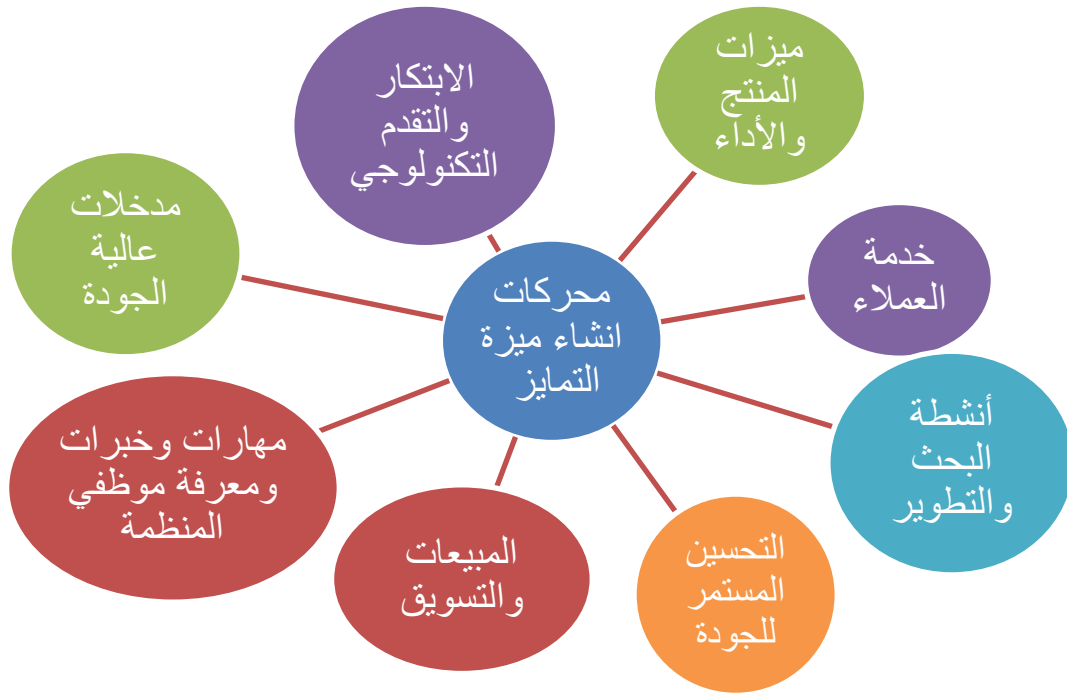 محركات
انشاء ميزة
التمايز
ميزات
المنتج
والأداء
خدمة
العملاء
أنشطة
البحث
والتطوير
التحسين
المستمر
للجودة
المبيعات
والتسويق
مهارات وخبرات
ومعرفة موظفي
المنظمة
مدخلات
عالية
الجودة
الابتكار
والتقدم
التكنولوجي